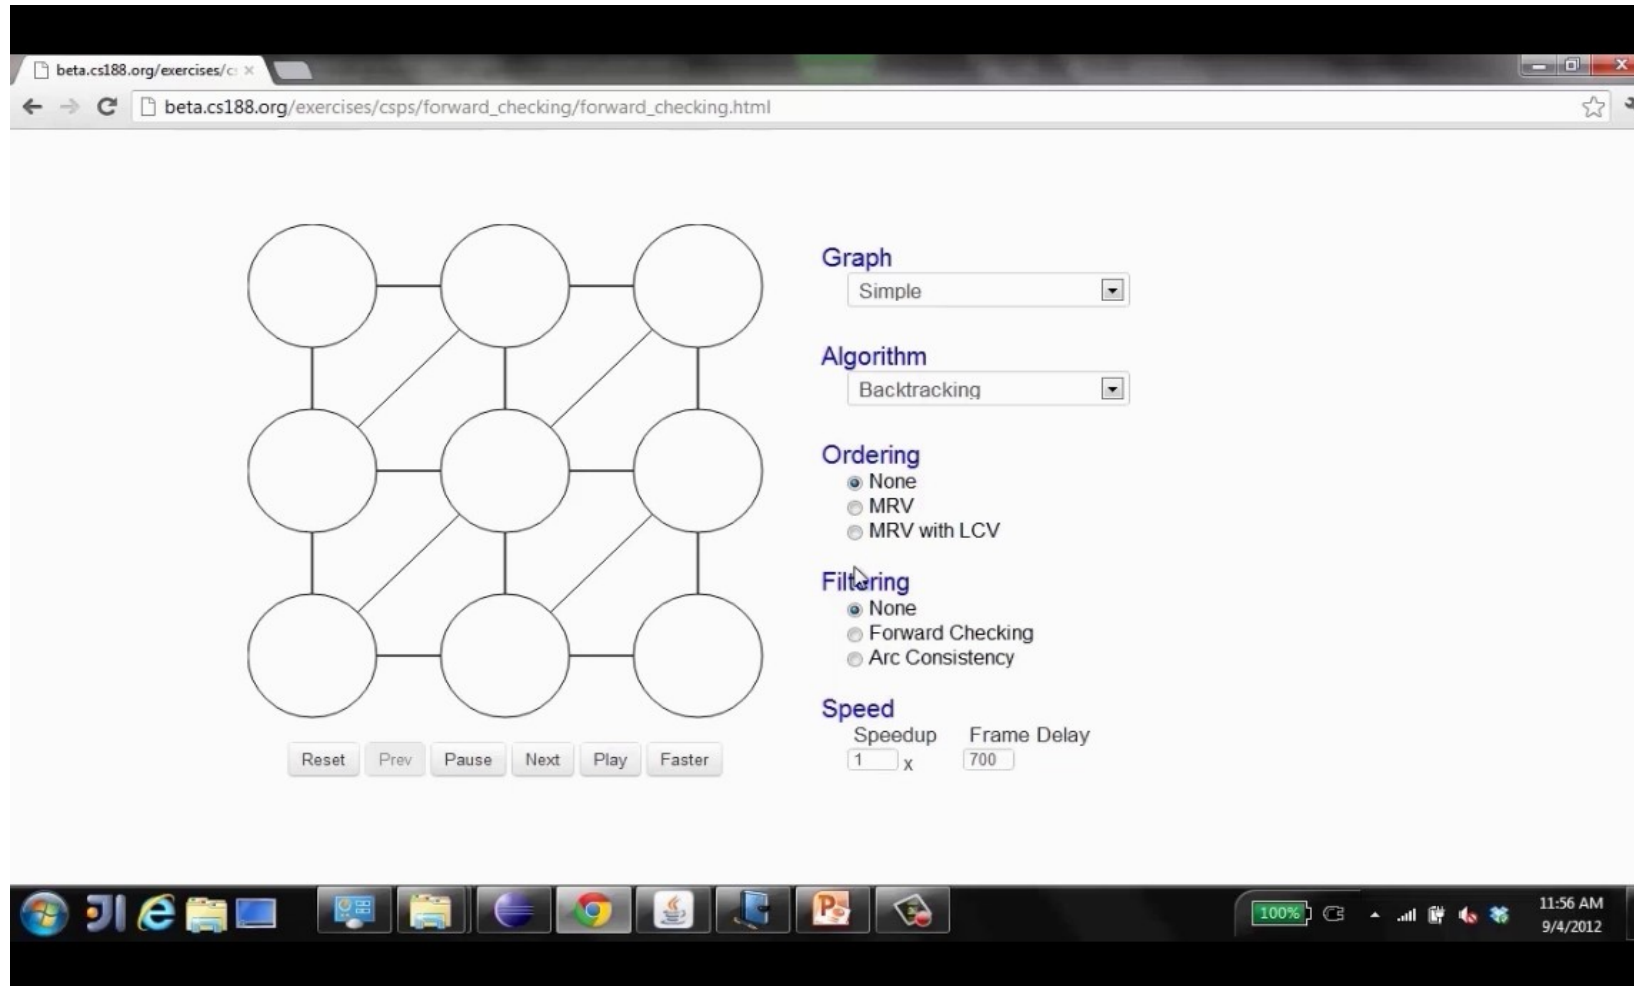 beta.cs188.org/exercises/c
beta.cs188.org/exercises/csps/forward_checking/forward_checking.html
Graph
Simple
Algorithm
Backtracking
Ordering
None
MRV
MRV with LCV
Filtering
None
Forward Checking
Arc Consistency
Speed
Speedup Frame Delay
1 x 700
Reset Prev Pause Next Play Faster
100%
11:56 AM
9/4/2012